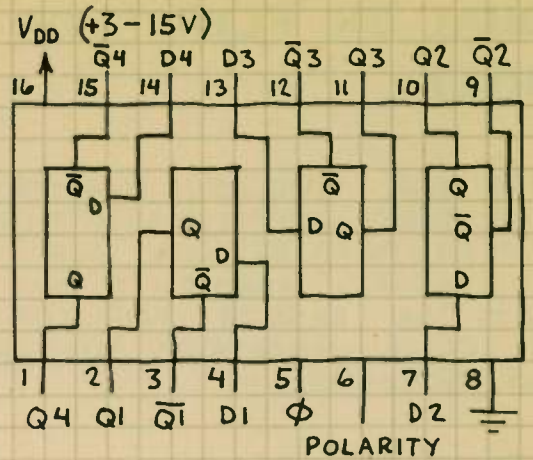 V_DD (+3-15V)
Q̅4 D4 D3 Q̅3 Q3 Q2 Q̅2
16 15 14 13 12 11 10 9
Q̅ Q̅ Q
D Q D Q Q̅
D
Q Q̅ D
1 2 3 4 5 6 7 8
Q4 Q1 Q̅1 D1 ϕ D2
POLARITY